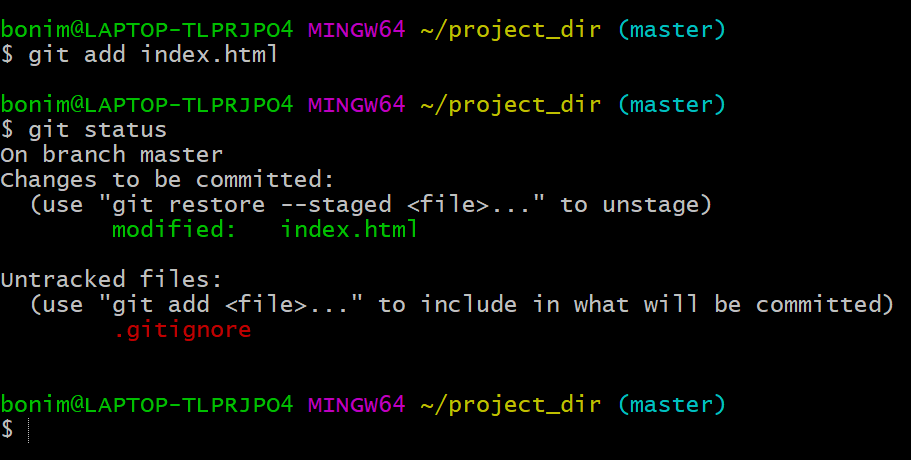 bonim@LAPTOP-TLPRJPO4 MINGW64 ~/project_dir (master)
$ git add index.html
bonim@LAPTOP-TLPRJPO4 MINGW64 ~/project_dir (master)
$ git status
On branch master
Changes to be committed:
  (use "git restore --staged <file>..." to unstage)
        modified:   index.html
Untracked files:
  (use "git add <file>..." to include in what will be committed)
        .gitignore
bonim@LAPTOP-TLPRJPO4 MINGW64 ~/project_dir (master)
$